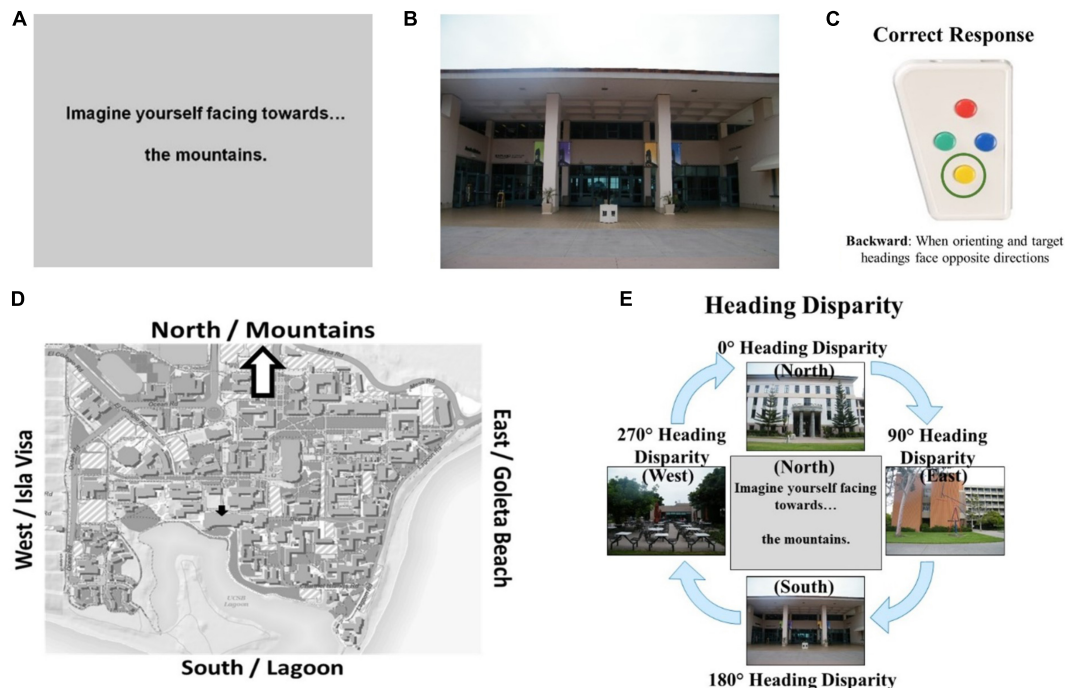 A
Imagine yourself facing towards...
the mountains.
B
C
Correct Response
Backward: When orienting and target
headings face opposite directions
D
North / Mountains
West / Isla Visa
East / Goleta Beach
UCSB
Lagoon
South / Lagoon
E
Heading Disparity
0° Heading Disparity
(North)
270° Heading
Disparity
(West)
90° Heading
Disparity
(East)
(North)
Imagine yourself facing
towards...
the mountains.
(South)
180° Heading Disparity